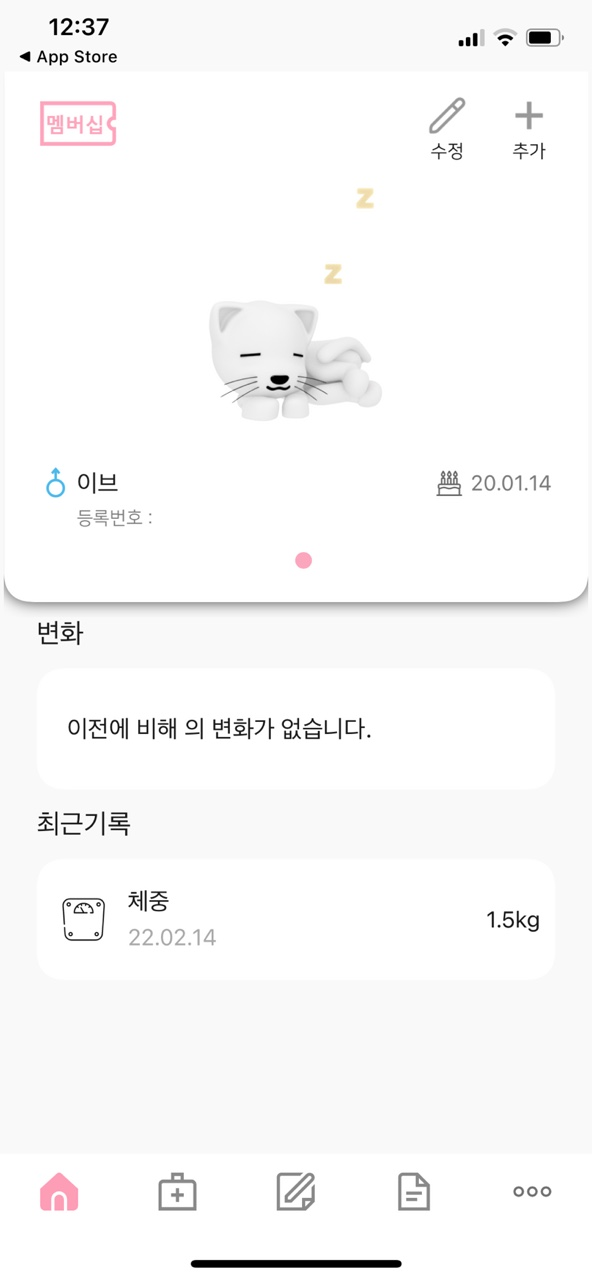 12:37
◀ App Store
멤버십
수정
추가
z
z
이브
20.01.14
등록번호 :
변화
이전에 비해 의 변화가 없습니다.
최근기록
체중
22.02.14
1.5kg